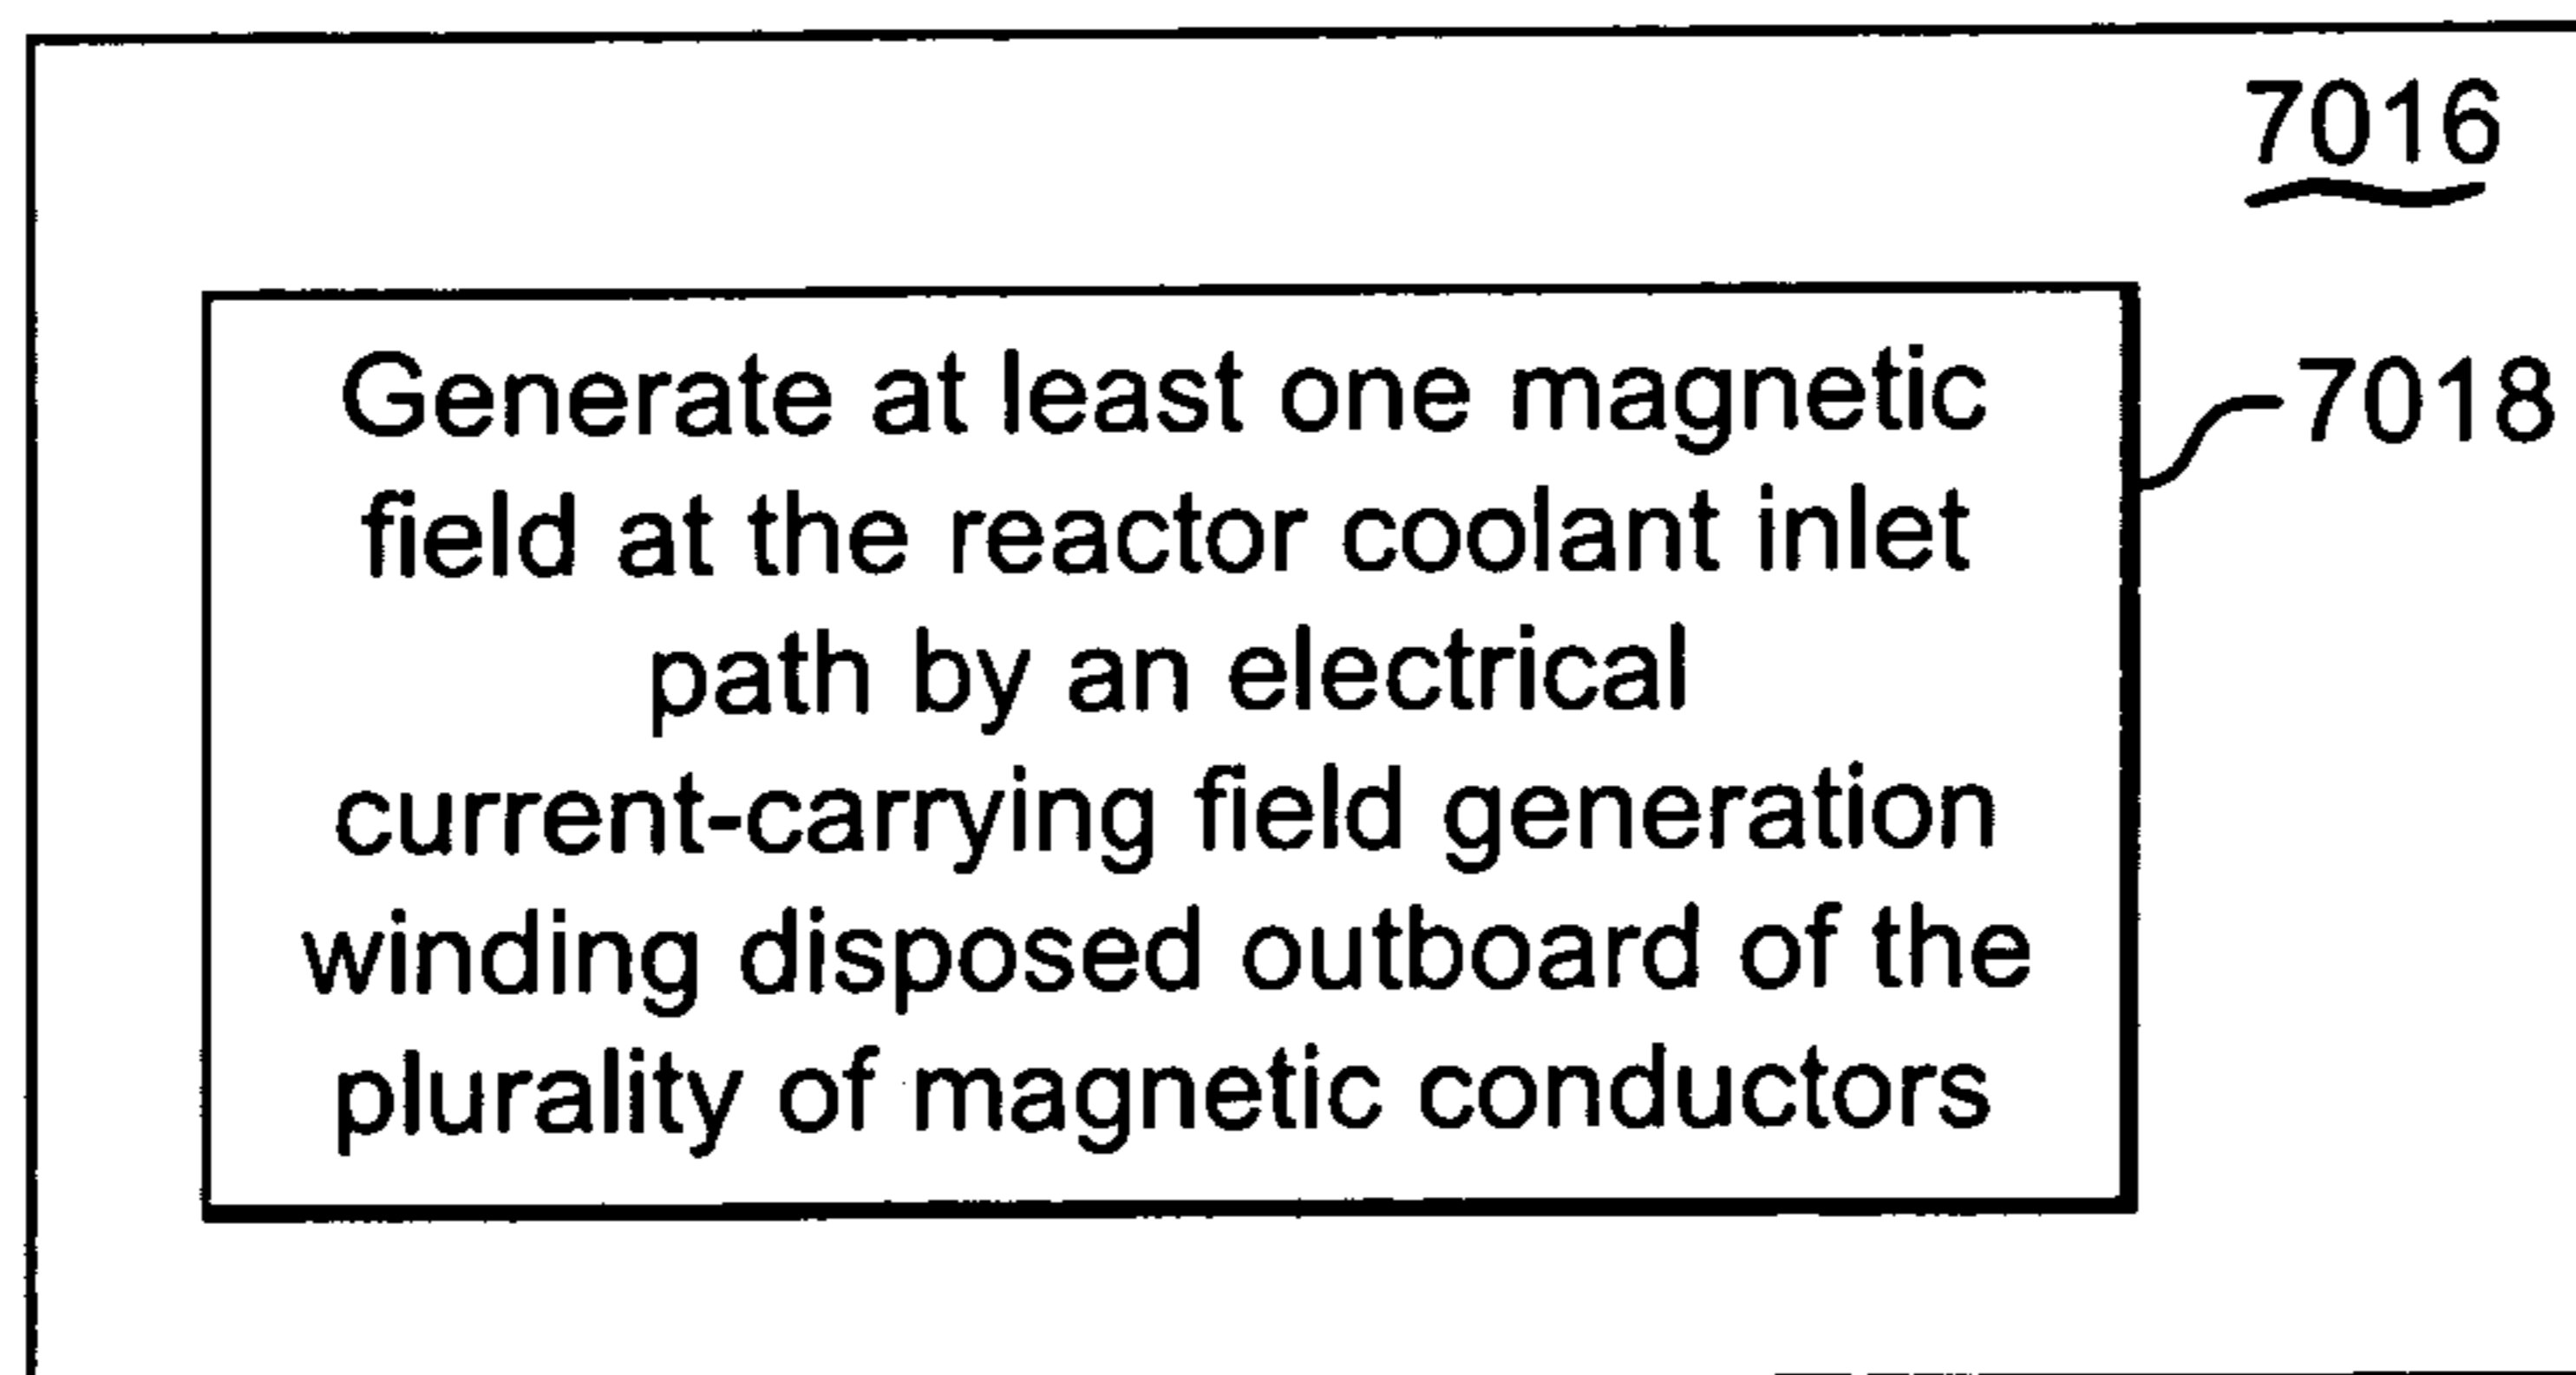 7016
Generate at least one magnetic
7018
field at the reactor coolant inlet
path by an electrical
current-carrying field generation
winding disposed outboard of the
plurality of magnetic conductors